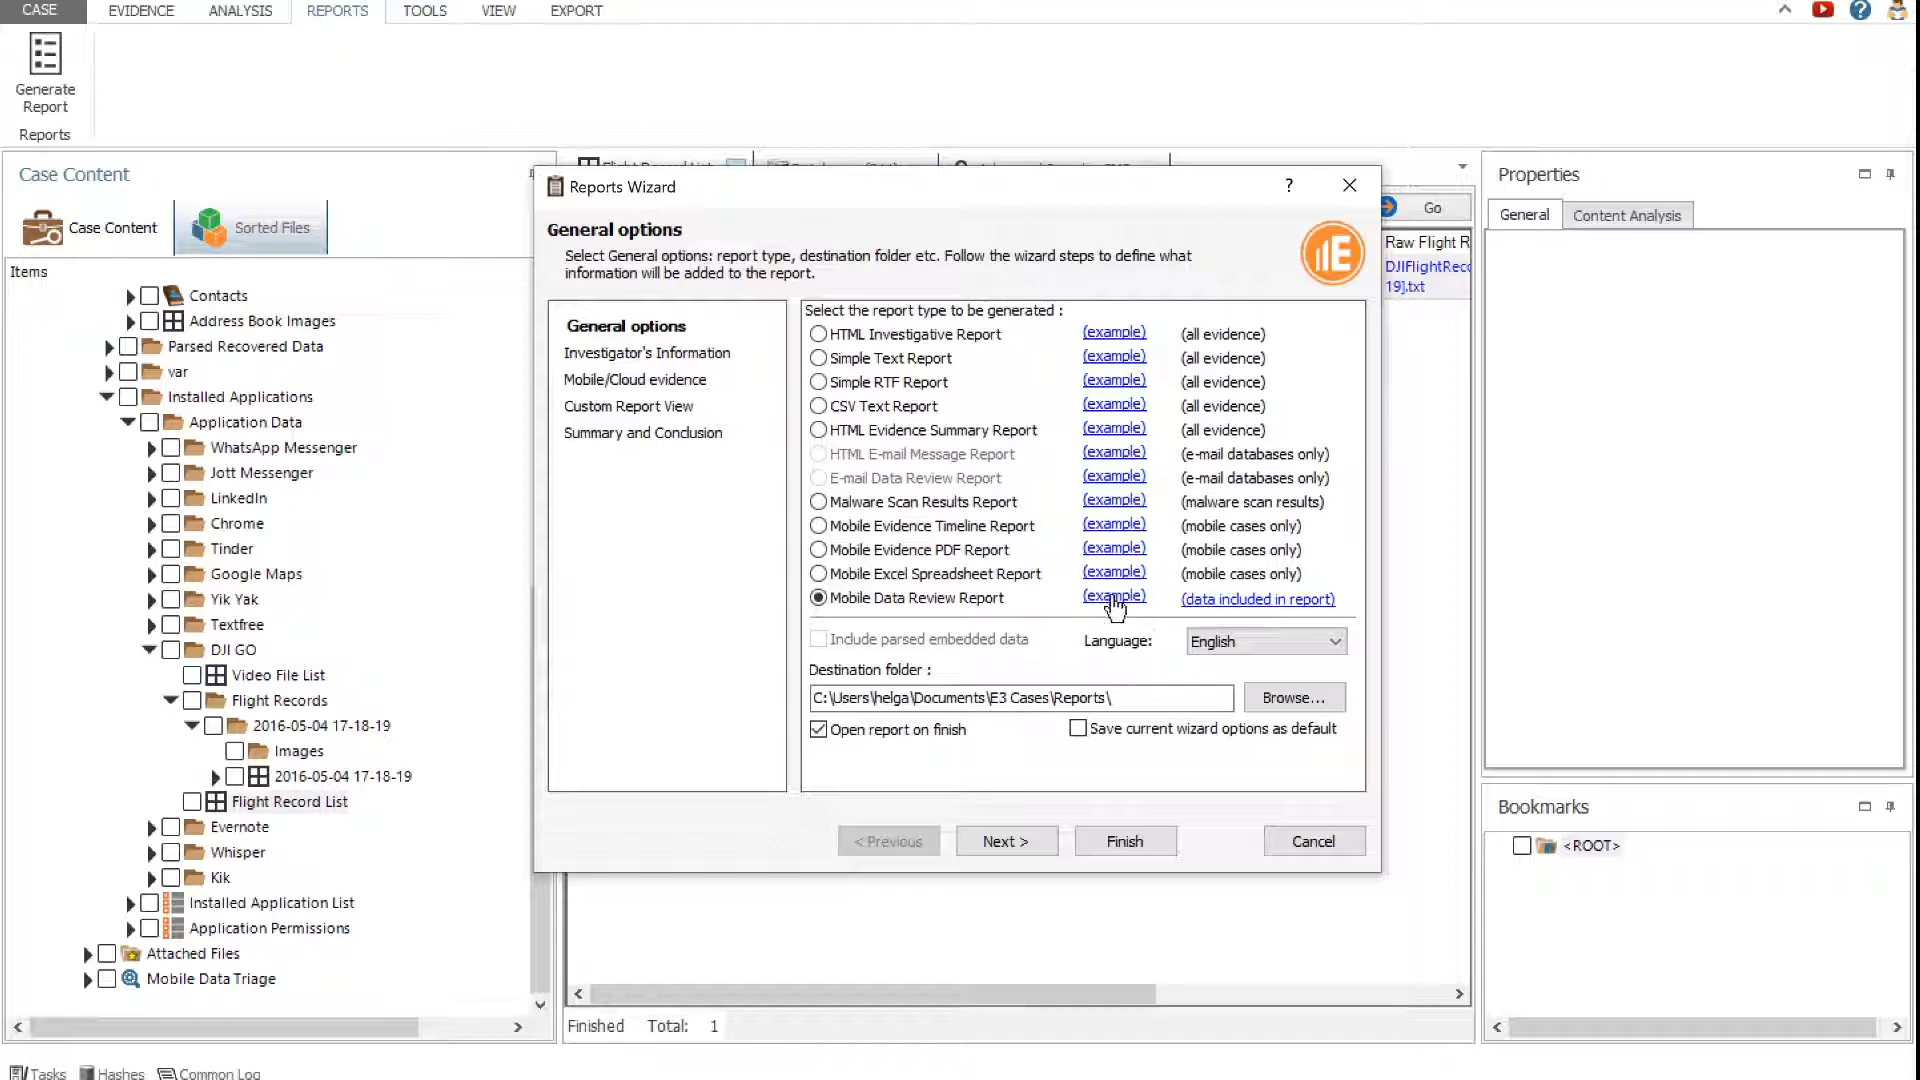 CASE EVIDENCE ANALYSIS REPORTS TOOLS VIEW EXPORT
Generate
Report
Reports
Case Content
Case Content Sorted Files
Items
Contacts
Address Book Images
Parsed Recovered Data
var
Installed Applications
Application Data
WhatsApp Messenger
Jott Messenger
LinkedIn
Chrome
Tinder
Google Maps
Yik Yak
Textfree
DJI GO
Video File List
Flight Records
2016-05-04 17-18-19
Images
2016-05-04 17-18-19
Flight Record List
Evernote
Whisper
Kik
Installed Application List
Application Permissions
Attached Files
Mobile Data Triage
Reports Wizard
General options
Select General options: report type, destination folder etc. Follow the wizard steps to define what
information will be added to the report.
General options
Investigator's Information
Mobile/Cloud evidence
Custom Report View
Summary and Conclusion
Select the report type to be generated :
HTML Investigative Report (example) (all evidence)
Simple Text Report (example) (all evidence)
Simple RTF Report (example) (all evidence)
CSV Text Report (example) (all evidence)
HTML Evidence Summary Report (example) (all evidence)
HTML E-mail Message Report (example) (e-mail databases only)
E-mail Data Review Report (example) (e-mail databases only)
Malware Scan Results Report (example) (malware scan results)
Mobile Evidence Timeline Report (example) (mobile cases only)
Mobile Evidence PDF Report (example) (mobile cases only)
Mobile Excel Spreadsheet Report (example) (mobile cases only)
Mobile Data Review Report (example) (data included in report)
Include parsed embedded data Language: English
Destination folder :
C:\Users\helga\Documents\E3 Cases\Reports\ Browse...
Open report on finish Save current wizard options as default
< Previous Next > Finish Cancel
Go
Raw Flight R
DJIFlightReco
19].txt
Finished Total: 1
Properties
General Content Analysis
Bookmarks
<ROOT>
Tasks Hashes Common Log